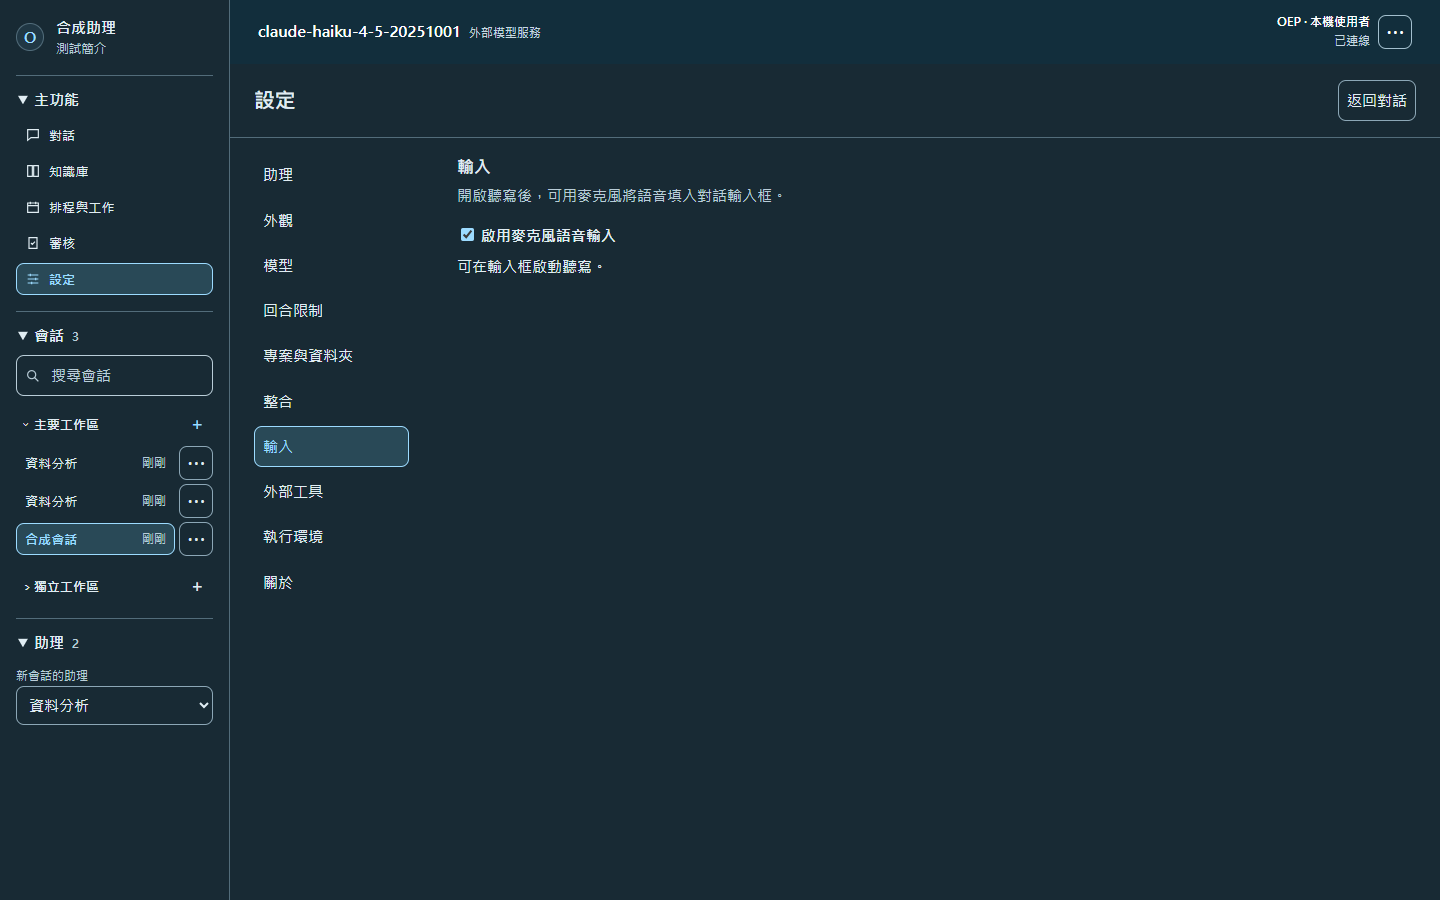 O
合成助理
測試簡介
主功能
對話
知識庫
排程與工作
審核
設定
會話 3
搜尋會話
主要工作區 +
資料分析 剛剛 ...
資料分析 剛剛 ...
合成會話 剛剛 ...
獨立工作區 +
助理 2
新會話的助理
資料分析
claude-haiku-4-5-20251001 外部模型服務
OEP · 本機使用者
已連線
...
設定
返回對話
助理
外觀
模型
回合限制
專案與資料夾
整合
輸入
外部工具
執行環境
關於
輸入
開啟聽寫後，可用麥克風將語音填入對話輸入框。
啟用麥克風語音輸入
可在輸入框啟動聽寫。